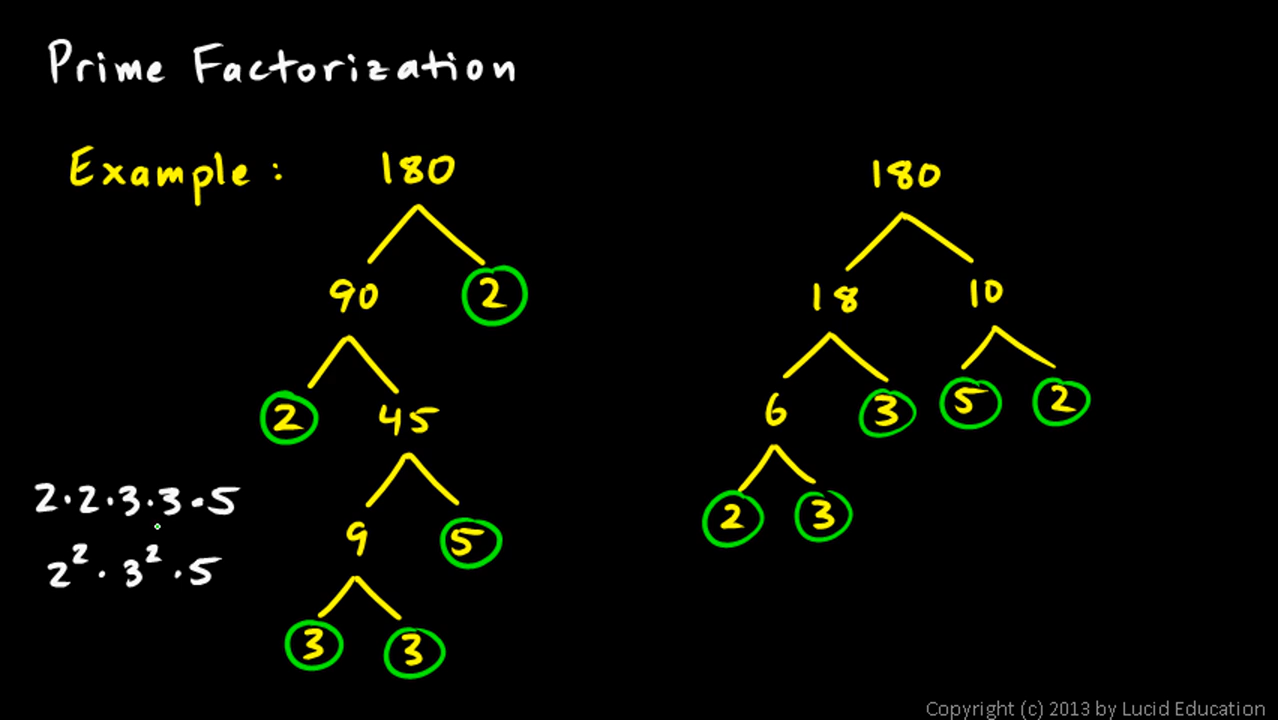 Prime Factorization
Example: 180
180
90 2
18 10
2 45
6 3 5 2
2·2·3·3·5
9 5
2 3
2²·3²·5
3 3
Copyright (c) 2013 by Lucid Education